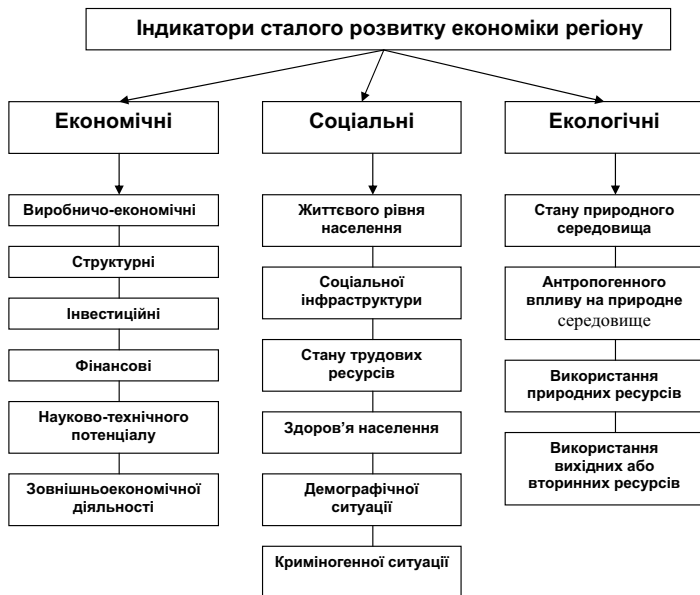 Індикатори сталого розвитку економіки регіону
Економічні
Виробничо-економічні
Структурні
Інвестиційні
Фінансові
Науково-технічного
потенціалу
Зовнішньоекономічної
діяльності
Соціальні
Життєвого рівня
населення
Соціальної
інфраструктури
Стану трудових
ресурсів
Здоров’я населення
Демографічної
ситуації
Криміногенної ситуації
Екологічні
Стану природного
середовища
Антропогенного
впливу на природне
середовище
Використання
природних ресурсів
Використання
вихідних або
вторинних ресурсів